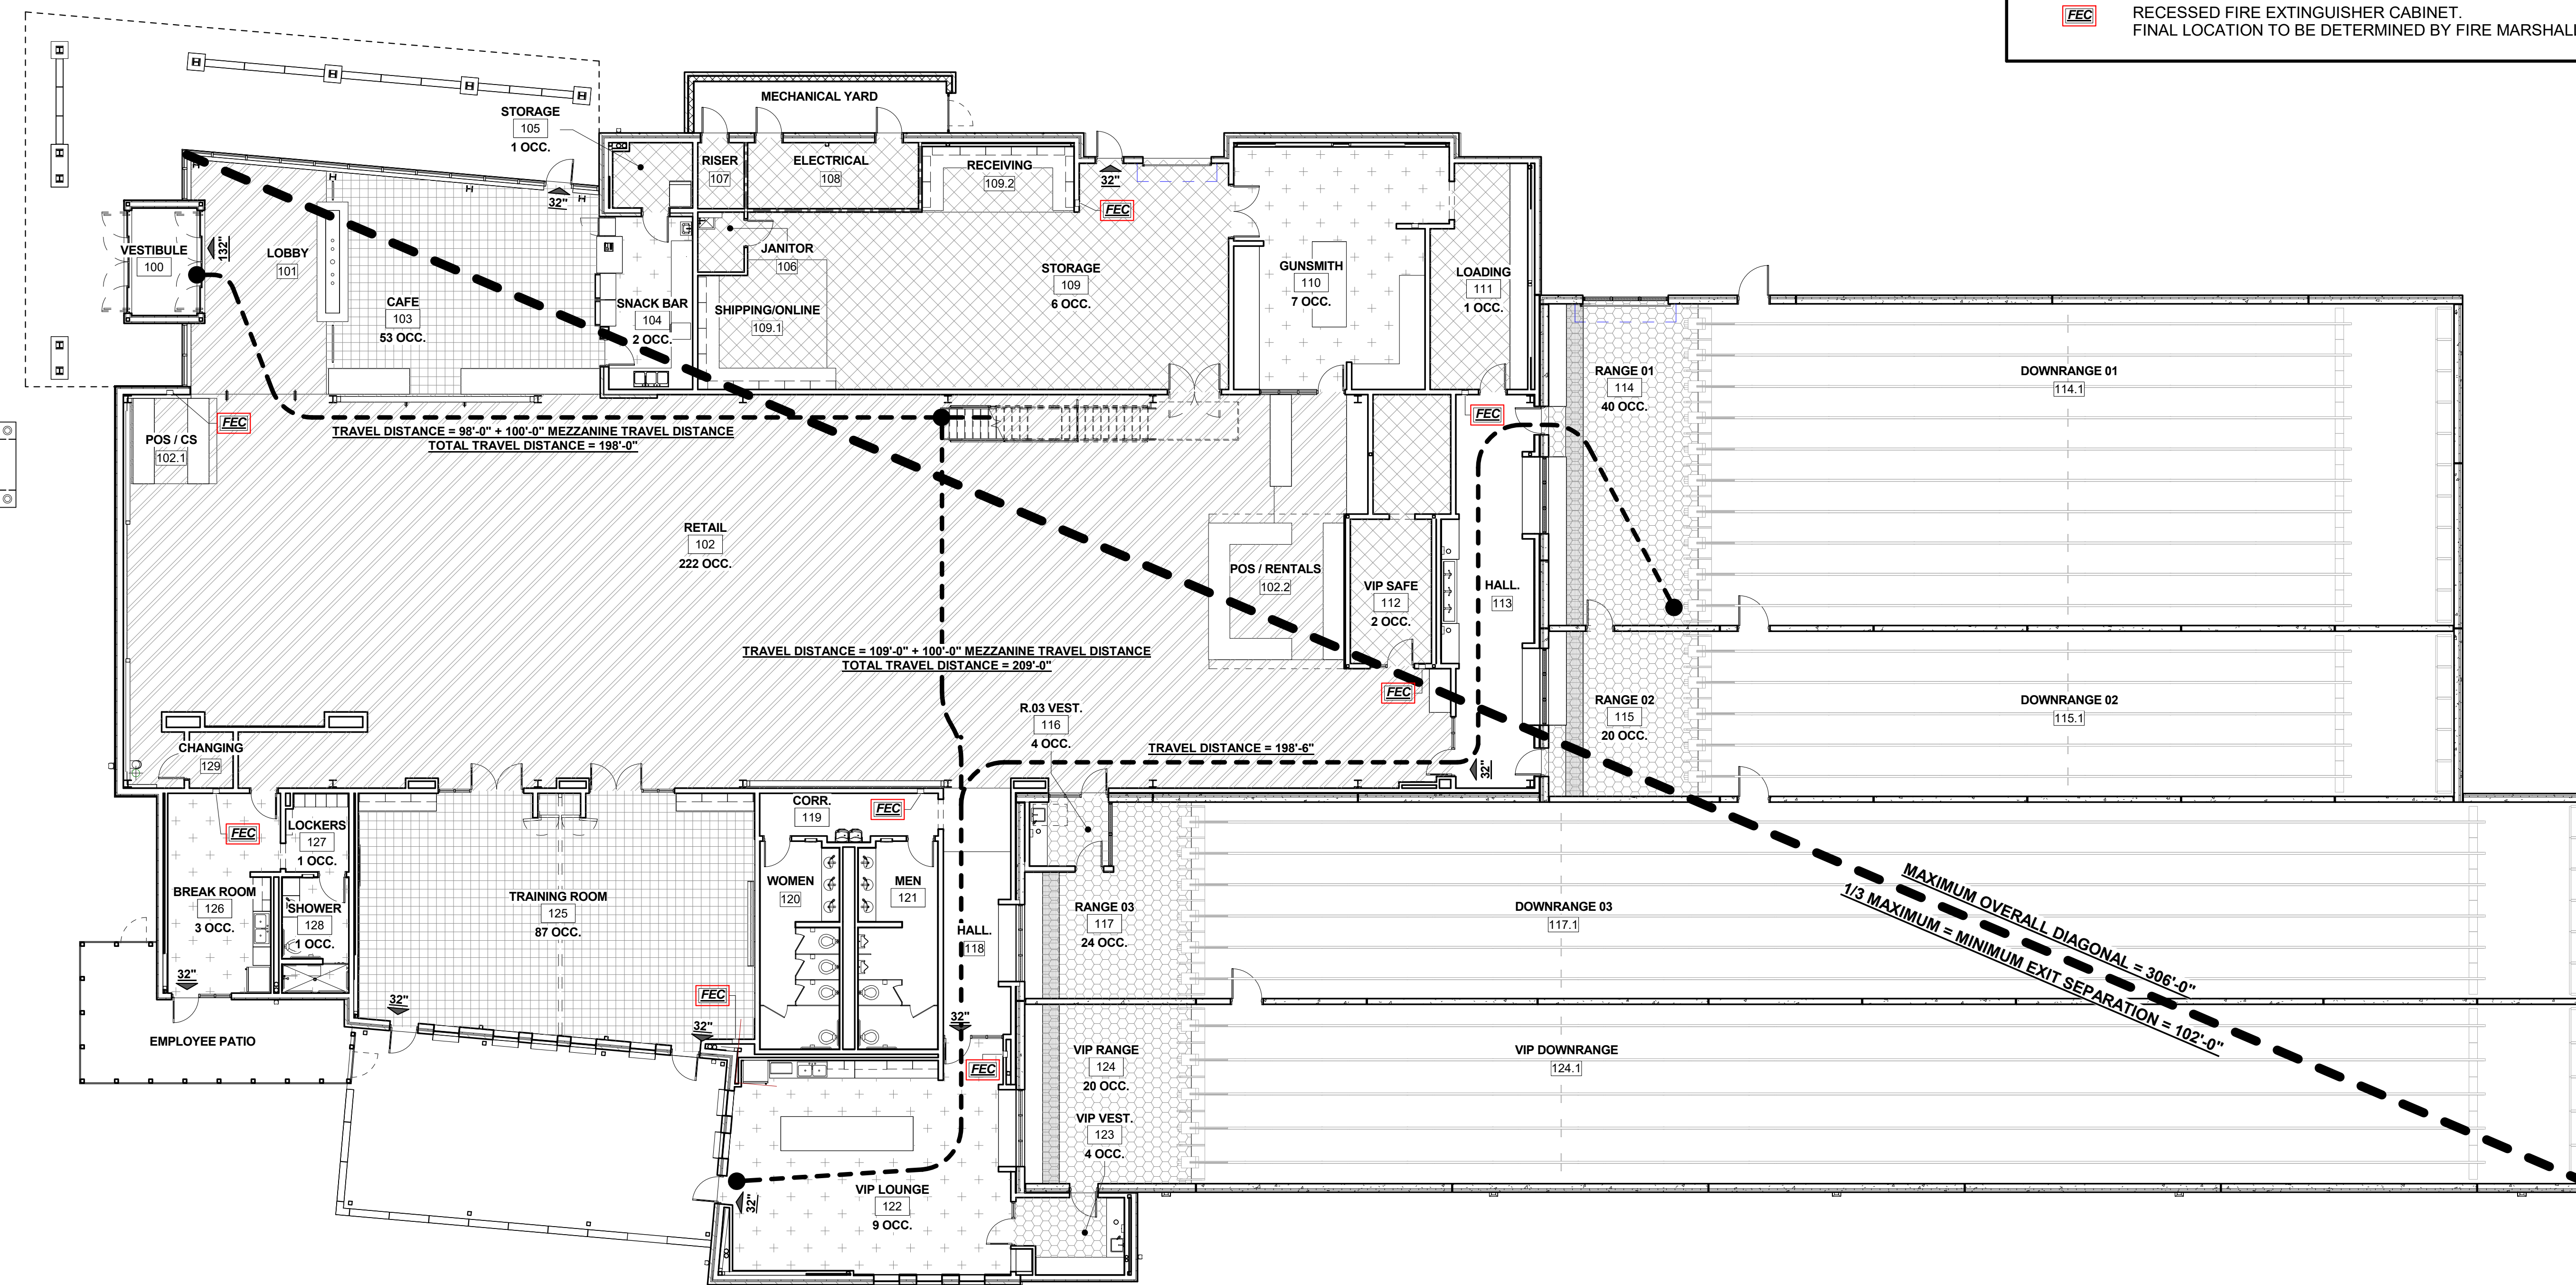 FEC
RECESSED FIRE EXTINGUISHER CABINET.
FINAL LOCATION TO BE DETERMINED BY FIRE MARSHALL
MECHANICAL YARD
STORAGE
105
1 OCC.
RISER
107
ELECTRICAL
108
RECEIVING
109.2
32"
FEC
32"
VESTIBULE
100
132"
LOBBY
101
CAFE
103
53 OCC.
SNACK BAR
104
2 OCC.
JANITOR
106
SHIPPING/ONLINE
109.1
STORAGE
109
6 OCC.
GUNSMITH
110
7 OCC.
LOADING
111
1 OCC.
RANGE 01
114
40 OCC.
DOWNRANGE 01
114.1
POS / CS
102.1
FEC
TRAVEL DISTANCE = 98'-0" + 100'-0" MEZZANINE TRAVEL DISTANCE
TOTAL TRAVEL DISTANCE = 198'-0"
FEC
RETAIL
102
222 OCC.
POS / RENTALS
102.2
VIP SAFE
112
2 OCC.
HALL.
113
TRAVEL DISTANCE = 109'-0" + 100'-0" MEZZANINE TRAVEL DISTANCE
TOTAL TRAVEL DISTANCE = 209'-0"
FEC
RANGE 02
115
20 OCC.
DOWNRANGE 02
115.1
R.03 VEST.
116
4 OCC.
TRAVEL DISTANCE = 198'-6"
32"
CHANGING
129
FEC
LOCKERS
127
1 OCC.
BREAK ROOM
126
3 OCC.
SHOWER
128
1 OCC.
32"
EMPLOYEE PATIO
TRAINING ROOM
125
87 OCC.
32"
FEC
32"
CORR.
119
FEC
WOMEN
120
MEN
121
HALL.
118
32"
FEC
RANGE 03
117
24 OCC.
DOWNRANGE 03
117.1
MAXIMUM OVERALL DIAGONAL = 306'-0"
1/3 MAXIMUM = MINIMUM EXIT SEPARATION = 102'-0"
VIP RANGE
124
20 OCC.
VIP DOWNRANGE
124.1
VIP VEST.
123
4 OCC.
VIP LOUNGE
122
9 OCC.
32"